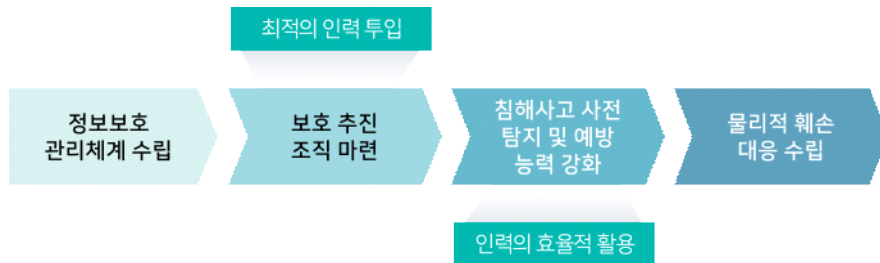 최적의 인력 투입
정보보호
관리체계 수립
보호 추진
조직 마련
침해사고 사전
탐지 및 예방
능력 강화
물리적 훼손
대응 수립
인력의 효율적 활용